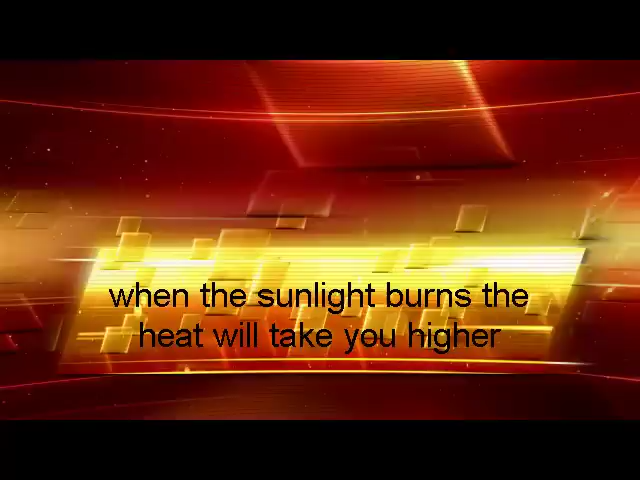 when the sunlight burns the
heat will take you higher